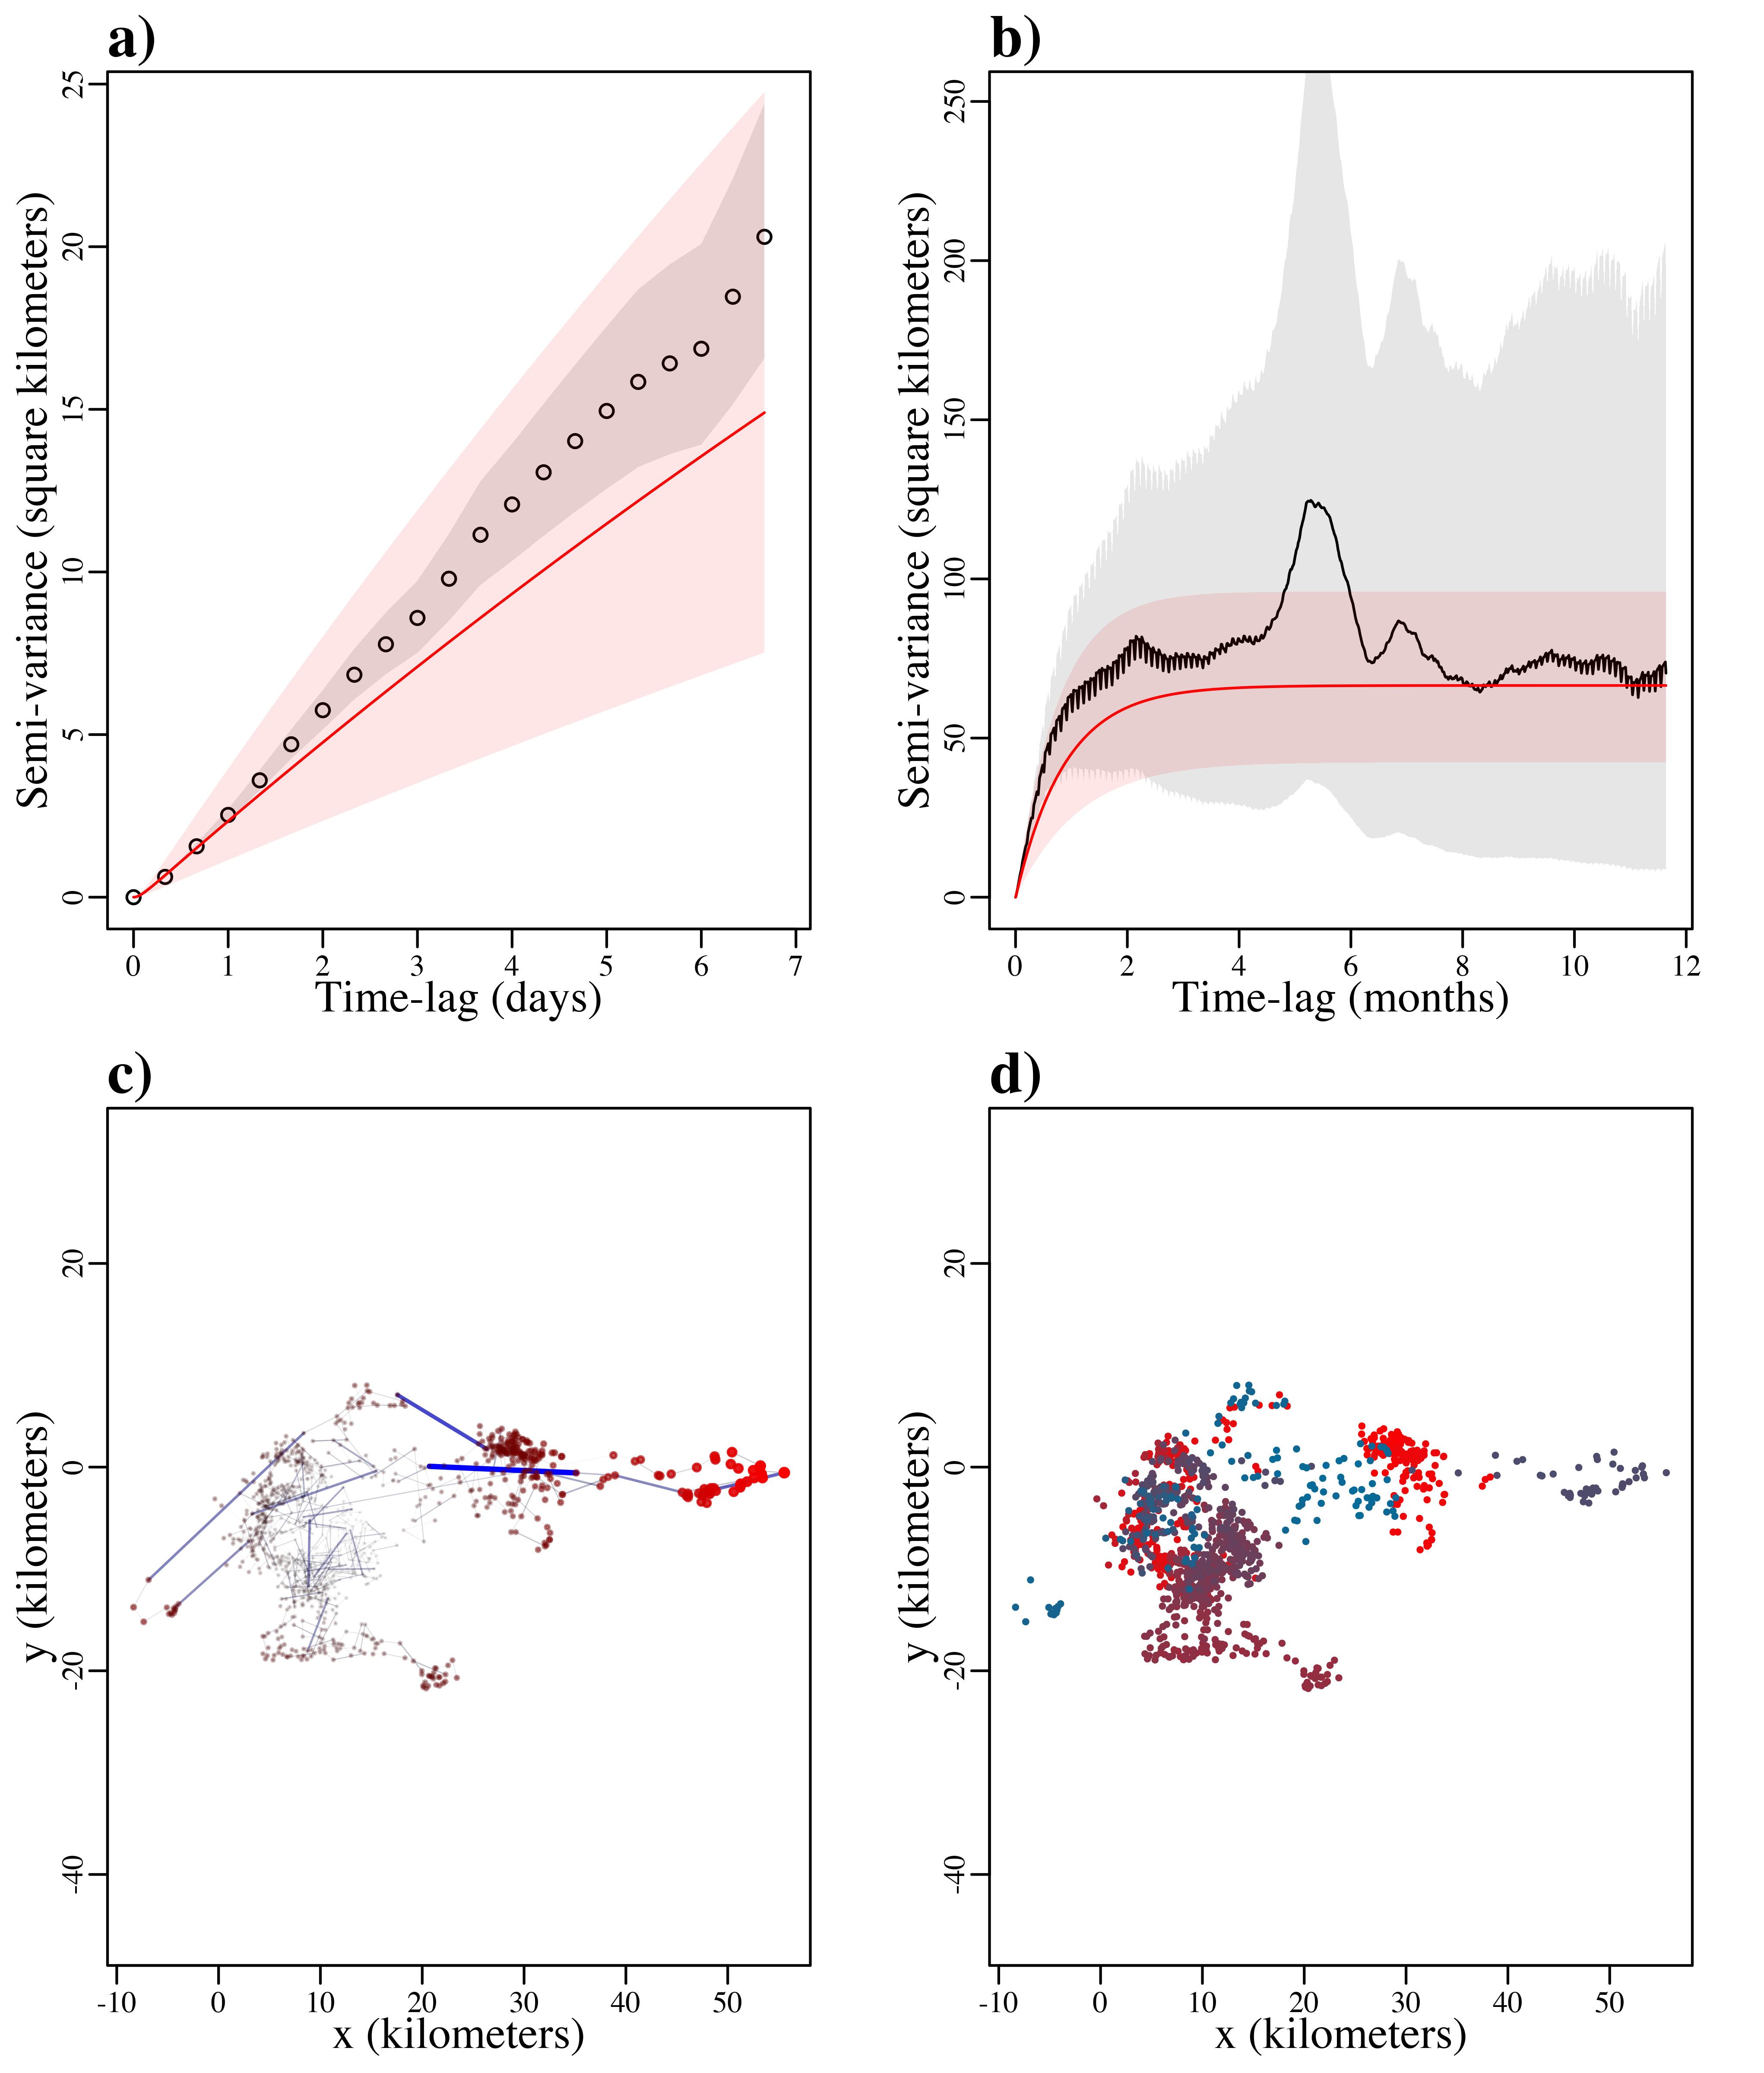 a)
Semi-variance (square kilometers)
25
20
15
10
5
0
0 1 2 3 4 5 6 7
Time-lag (days)
b)
Semi-variance (square kilometers)
250
200
150
100
50
0
0 2 4 6 8 10 12
Time-lag (months)
c)
y (kilometers)
20
0
-20
-40
-10 0 10 20 30 40 50
x (kilometers)
d)
y (kilometers)
20
0
-20
-40
-10 0 10 20 30 40 50
x (kilometers)